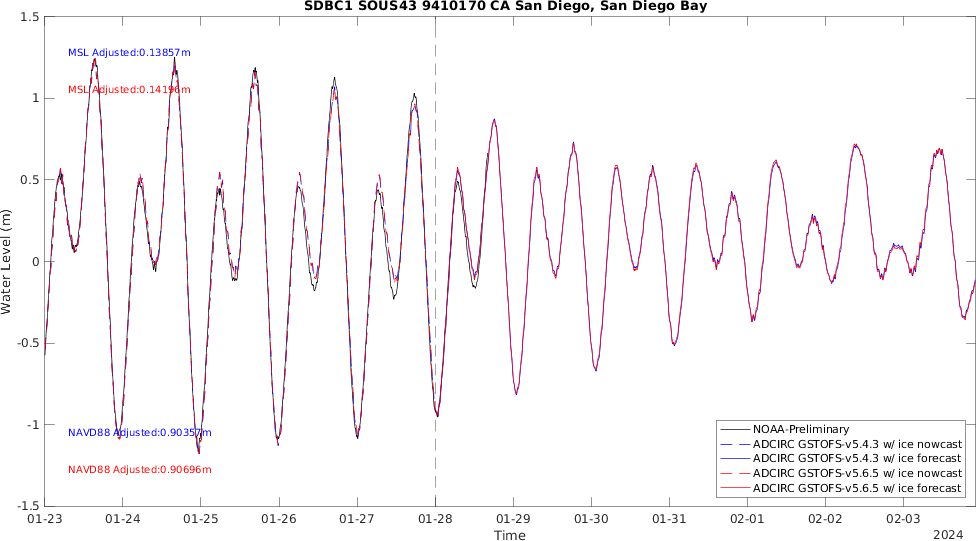 SDBC1 SOUS43 9410170 CA San Diego, San Diego Bay
1.5
MSL Adjusted:0.13857m
MSL Adjusted:0.14196m
1
0.5
0
-0.5
-1
-1.5
Water Level (m)
NAVD88 Adjusted:0.90357m
NAVD88 Adjusted:0.90696m
NOAA-Preliminary
ADCIRC GSTOFS-v5.4.3 w/ ice nowcast
ADCIRC GSTOFS-v5.4.3 w/ ice forecast
ADCIRC GSTOFS-v5.6.5 w/ ice nowcast
ADCIRC GSTOFS-v5.6.5 w/ ice forecast
01-23 01-24 01-25 01-26 01-27 01-28 01-29 01-30 01-31 02-01 02-02 02-03
Time
2024